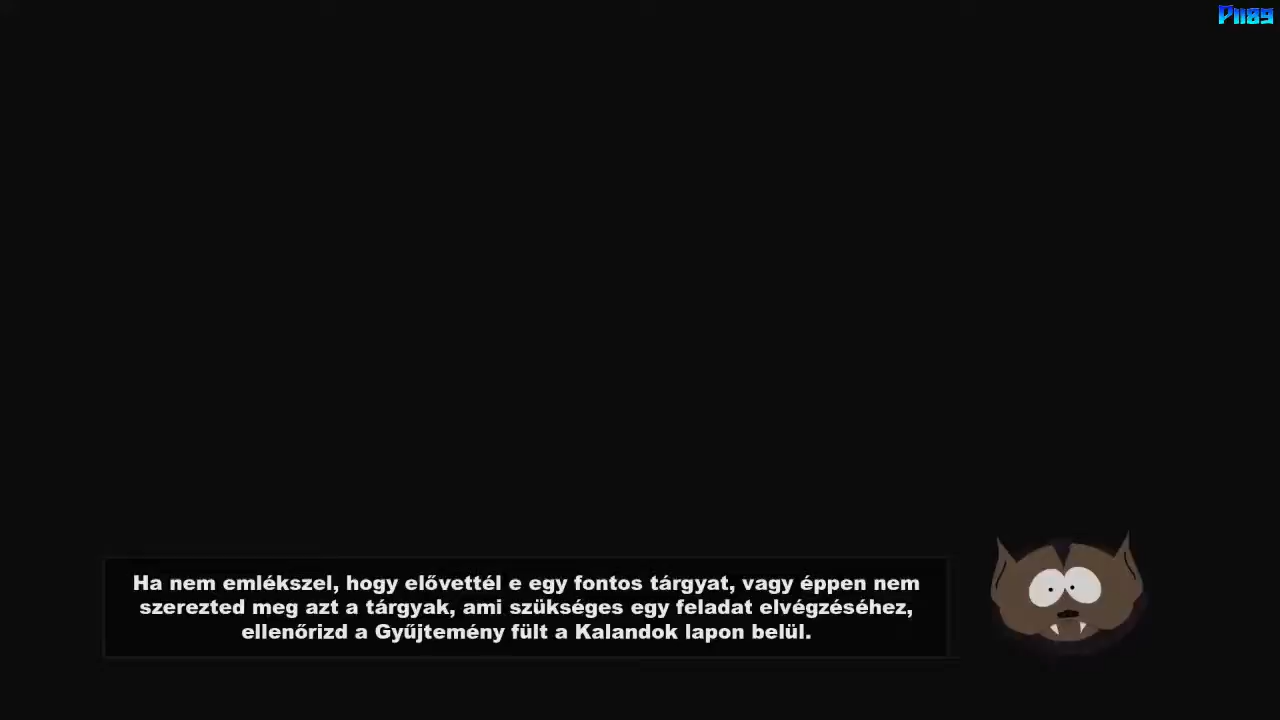 P1189
Ha nem emlékszel, hogy elővettél e egy fontos tárgyat, vagy éppen nem
szerezted meg azt a tárgyak, ami szükséges egy feladat elvégzéséhez,
ellenőrizd a Gyűjtemény fült a Kalandok lapon belül.